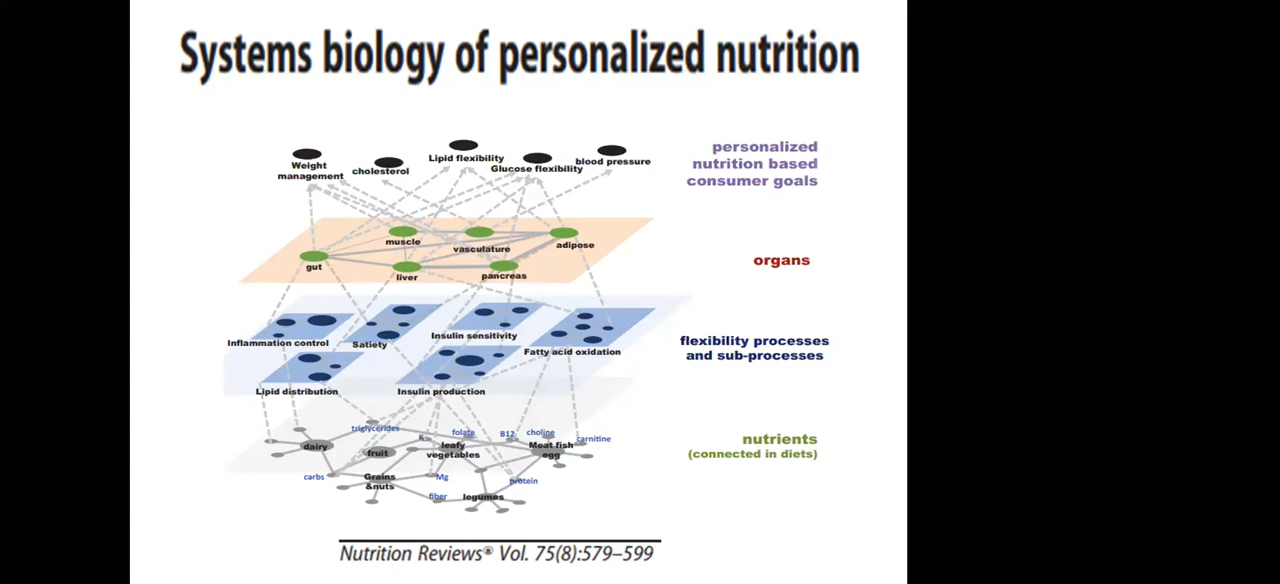 Systems biology of personalized nutrition
personalized
nutrition based
consumer goals
Weight
management
cholesterol
Lipid flexibility
Glucose flexibility
blood pressure
muscle
vasculature
adipose
gut
liver
pancreas
organs
Inflammation control
Satiety
Insulin sensitivity
Fatty acid oxidation
flexibility processes
and sub-processes
Lipid distribution
Insulin production
triglycerides
K
folate
B12
choline
carnitine
dairy
fruit
leafy
vegetables
Meat fish
egg
nutrients
(connected in diets)
carbs
Grains
&nuts
Mg
protein
fiber
legumes
Nutrition Reviews® Vol. 75(8):579–599